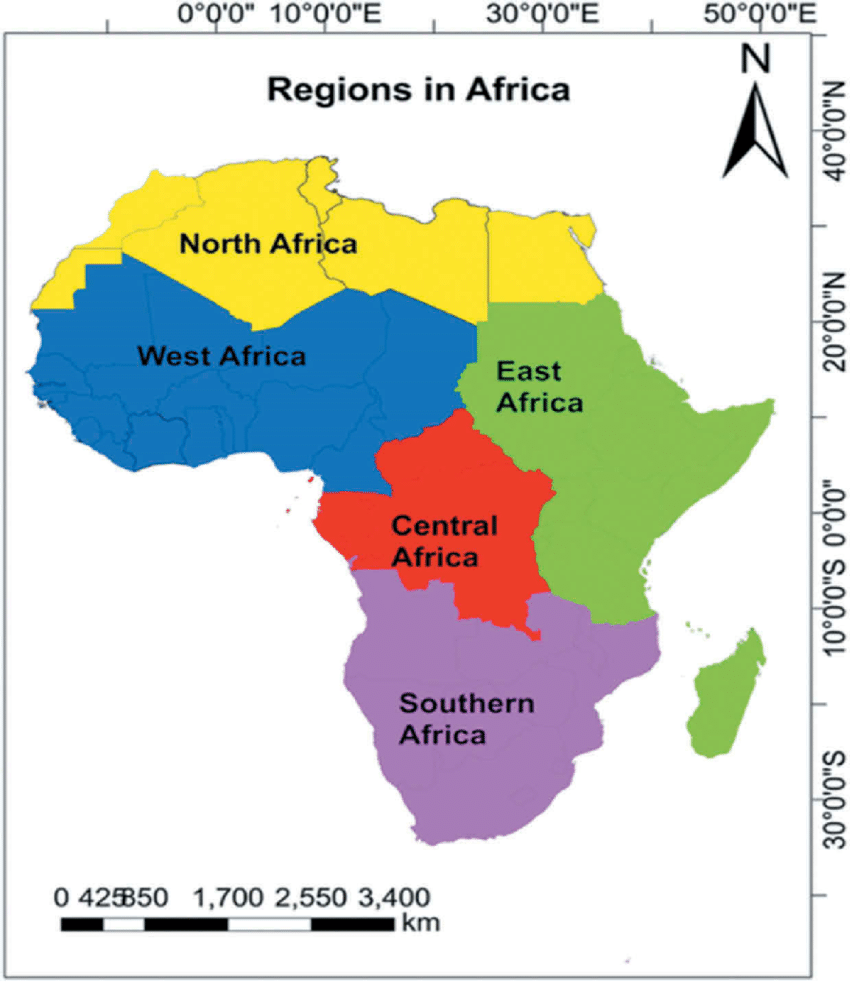 0°0'0" 10°0'0"E 30°0'0"E 50°0'0"E
Regions in Africa
N
40°0'0"N
North Africa
20°0'0"N
West Africa
East
Africa
0°0'0"
Central
Africa
10°0'0"S
Southern
Africa
30°0'0"S
0 425850 1,700 2,550 3,400
km